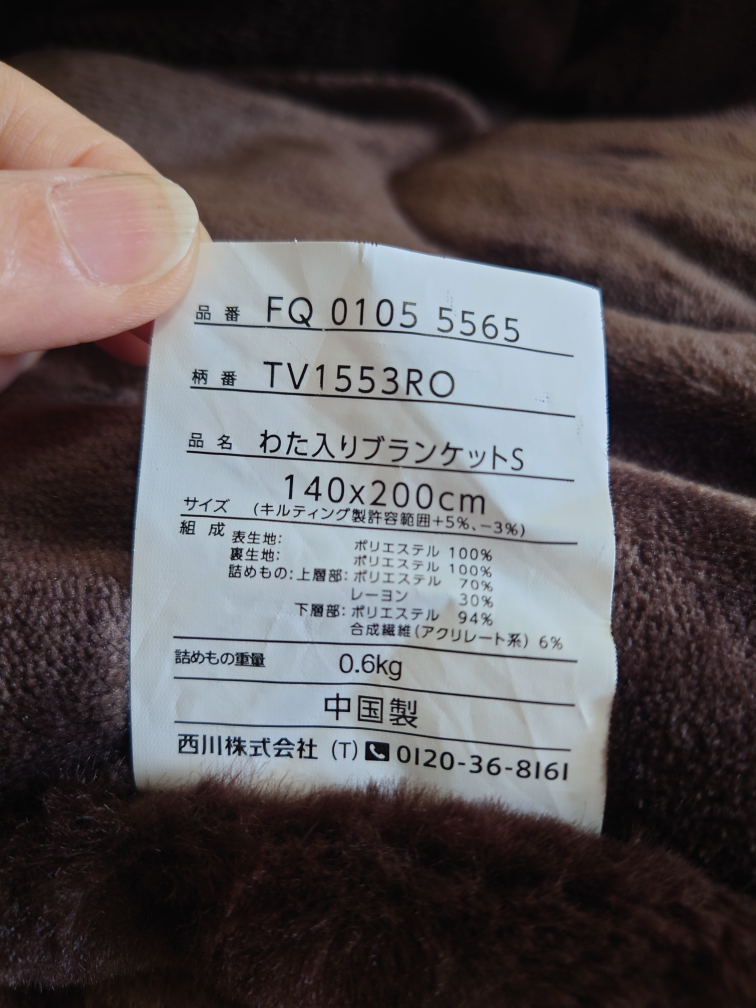 品番 FQ 0105 5565
柄番 TV1553RO
品名 わた入りブランケットS
140x200cm
サイズ (キルティング製許容範囲+5%、-3%)
組成 表生地: ポリエステル 100%
裏生地: ポリエステル 100%
詰めもの:上層部:ポリエステル 70%
レーヨン 30%
下層部:ポリエステル 94%
合成繊維(アクリレート系) 6%
詰めもの重量 0.6kg
中国製
西川株式会社 (T) 0120-36-8161